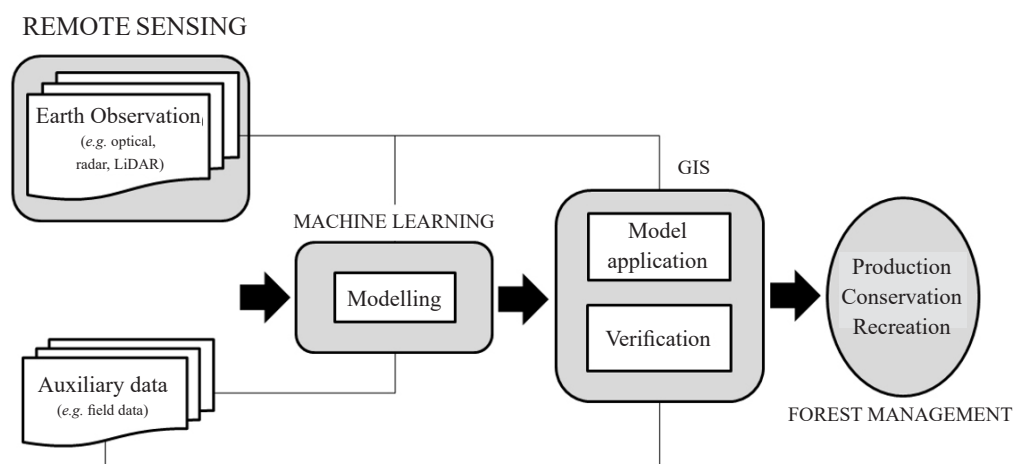 REMOTE SENSING
Earth Observation
(e.g. optical,
radar, LiDAR)
GIS
MACHINE LEARNING
Model
application
Modelling
Verification
Production
Conservation
Recreation
Auxiliary data
(e.g. field data)
FOREST MANAGEMENT